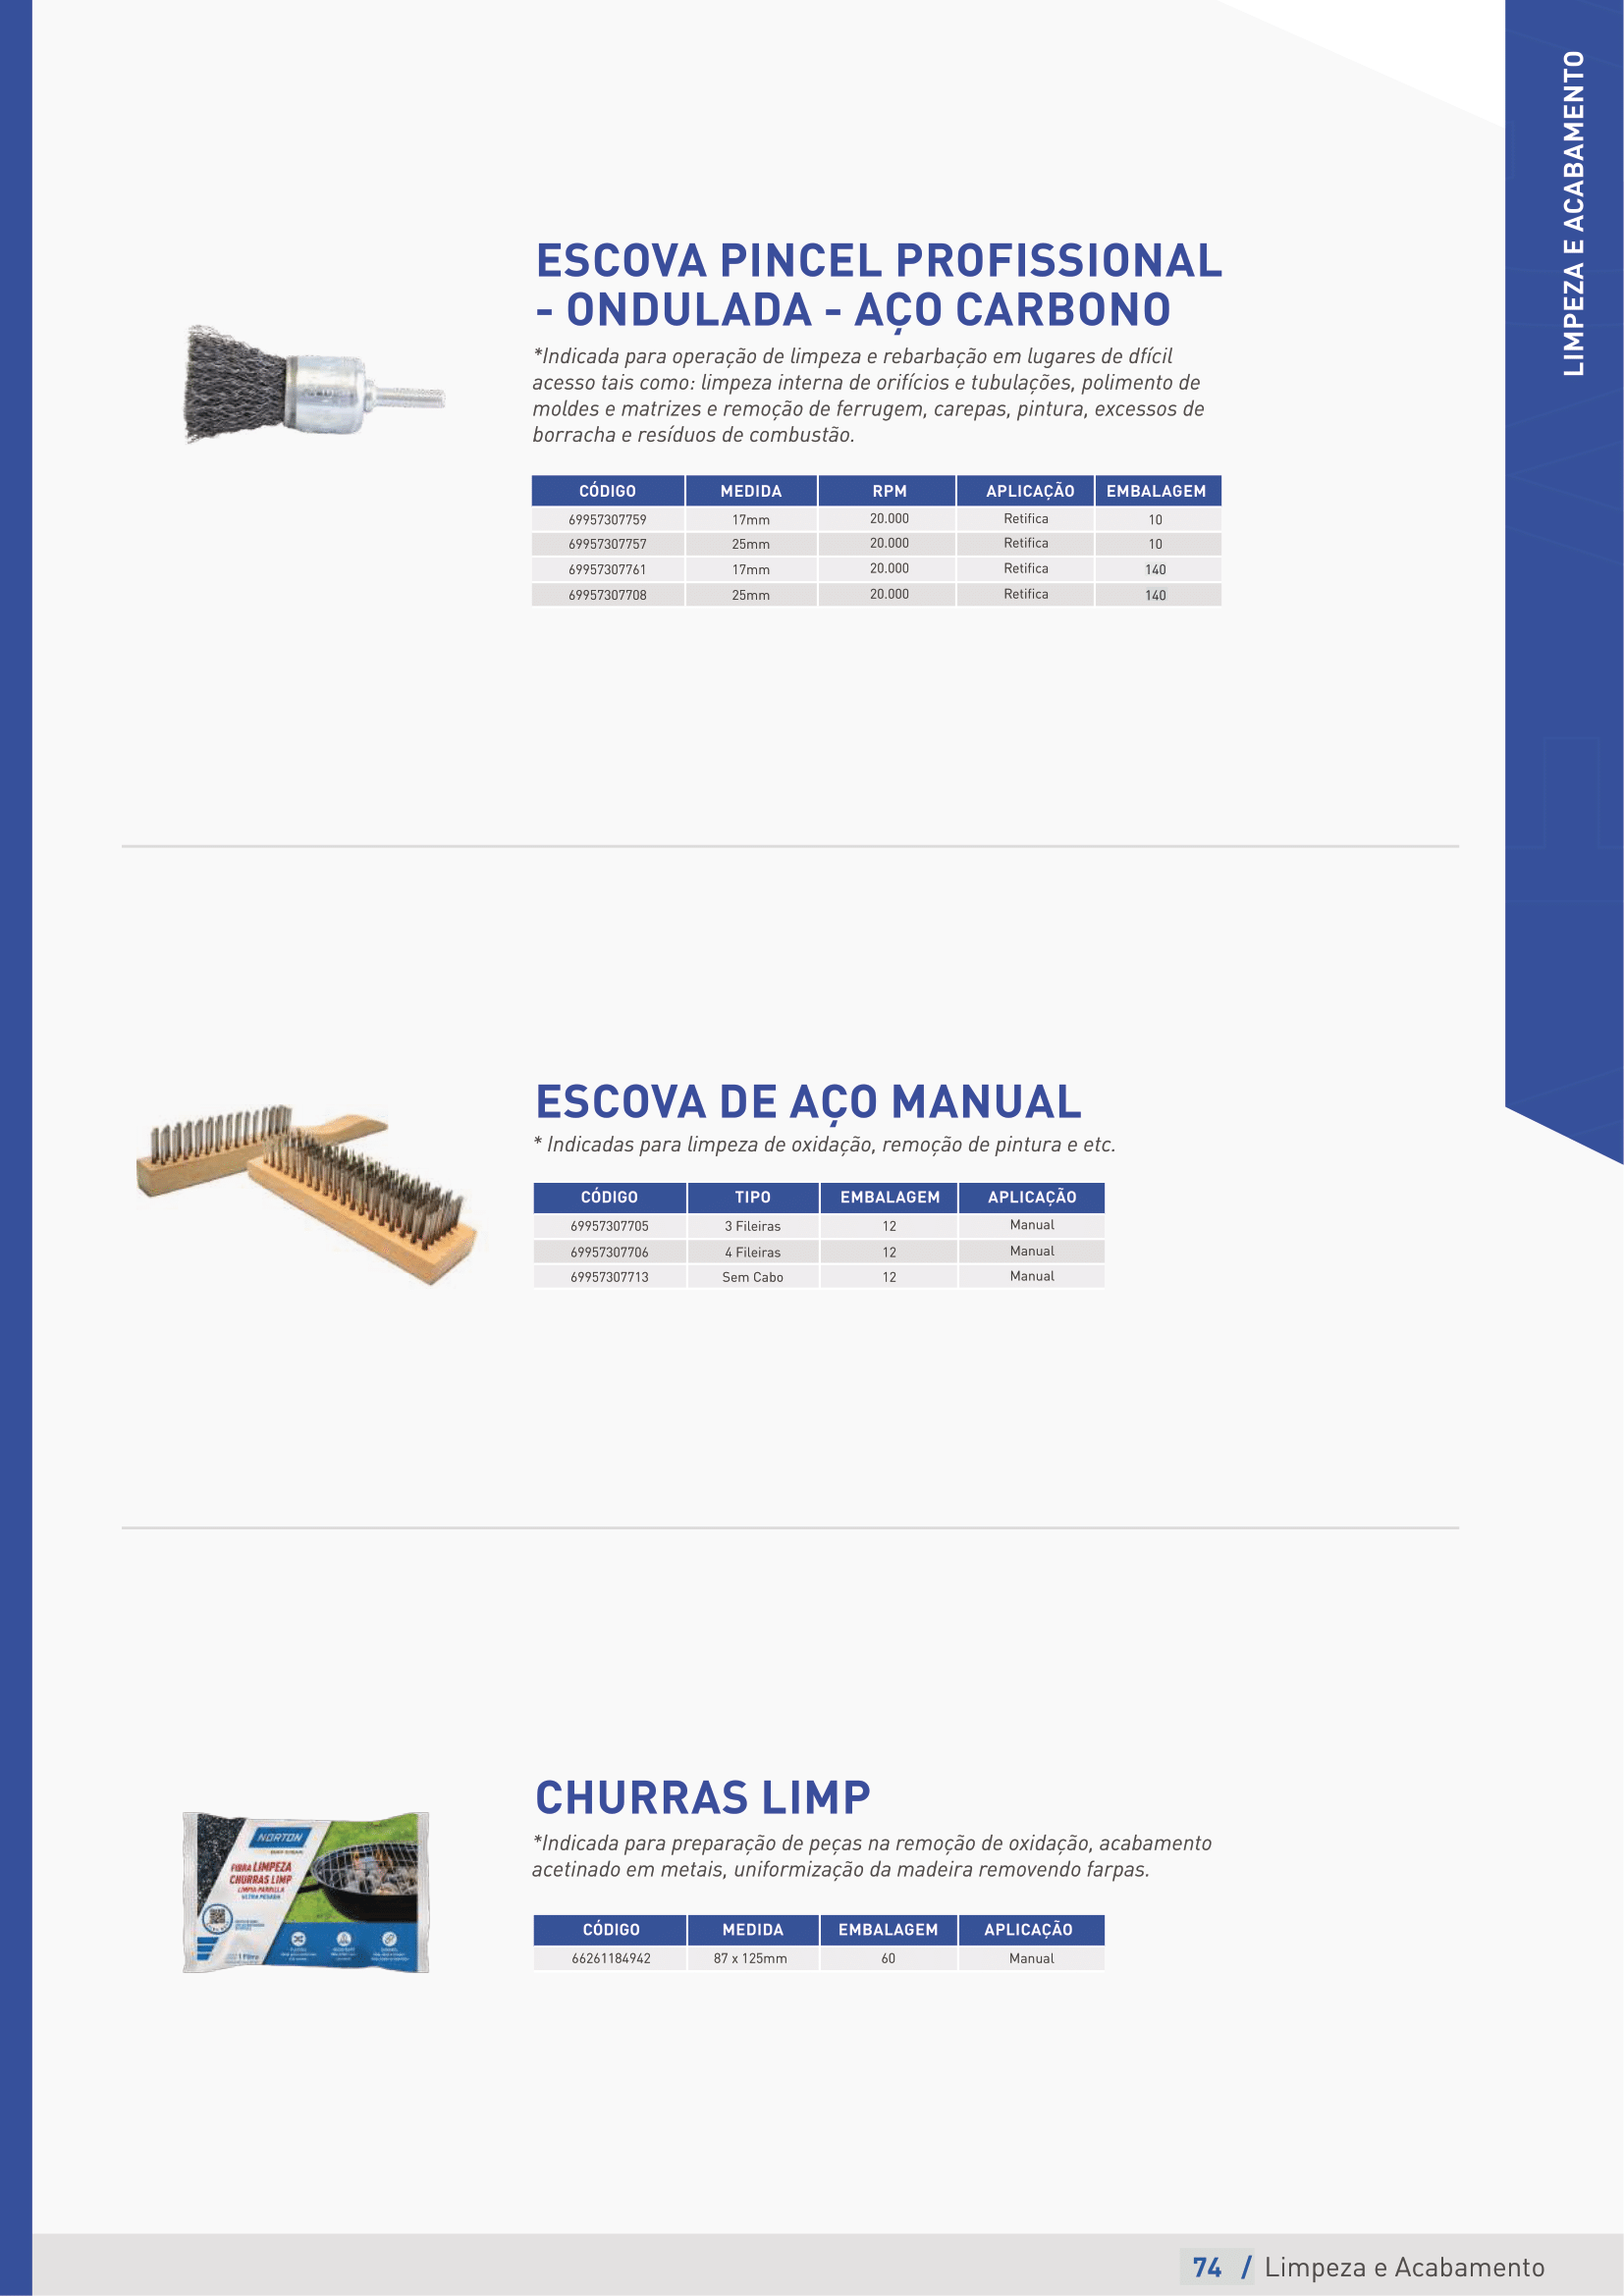 LIMPEZA E ACABAMENTO
ESCOVA PINCEL PROFISSIONAL
- ONDULADA - AÇO CARBONO
*Indicada para operação de limpeza e rebarbação em lugares de dfícil
acesso tais como: limpeza interna de orifícios e tubulações, polimento de
moldes e matrizes e remoção de ferrugem, carepas, pintura, excessos de
borracha e resíduos de combustão.
CÓDIGO MEDIDA RPM APLICAÇÃO EMBALAGEM
69957307759 17mm 20.000 Retifica 10
69957307757 25mm 20.000 Retifica 10
69957307761 17mm 20.000 Retifica 140
69957307708 25mm 20.000 Retifica 140
ESCOVA DE AÇO MANUAL
* Indicadas para limpeza de oxidação, remoção de pintura e etc.
CÓDIGO TIPO EMBALAGEM APLICAÇÃO
69957307705 3 Fileiras 12 Manual
69957307706 4 Fileiras 12 Manual
69957307713 Sem Cabo 12 Manual
CHURRAS LIMP
*Indicada para preparação de peças na remoção de oxidação, acabamento
acetinado em metais, uniformização da madeira removendo farpas.
NORTON
FIBRA LIMPEZA
CHURRAS LIMP
LIMPIA PARRILLA
ULTRA PESADA
1 Fibra
CÓDIGO MEDIDA EMBALAGEM APLICAÇÃO
66261184942 87 x 125mm 60 Manual
74 / Limpeza e Acabamento